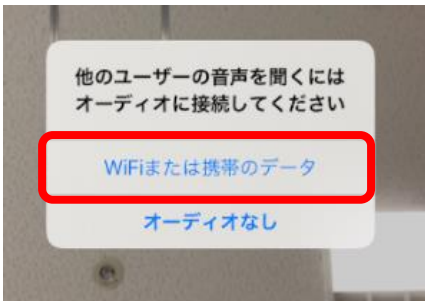 他のユーザーの音声を聞くには
オーディオに接続してください
WiFiまたは携帯のデータ
オーディオなし